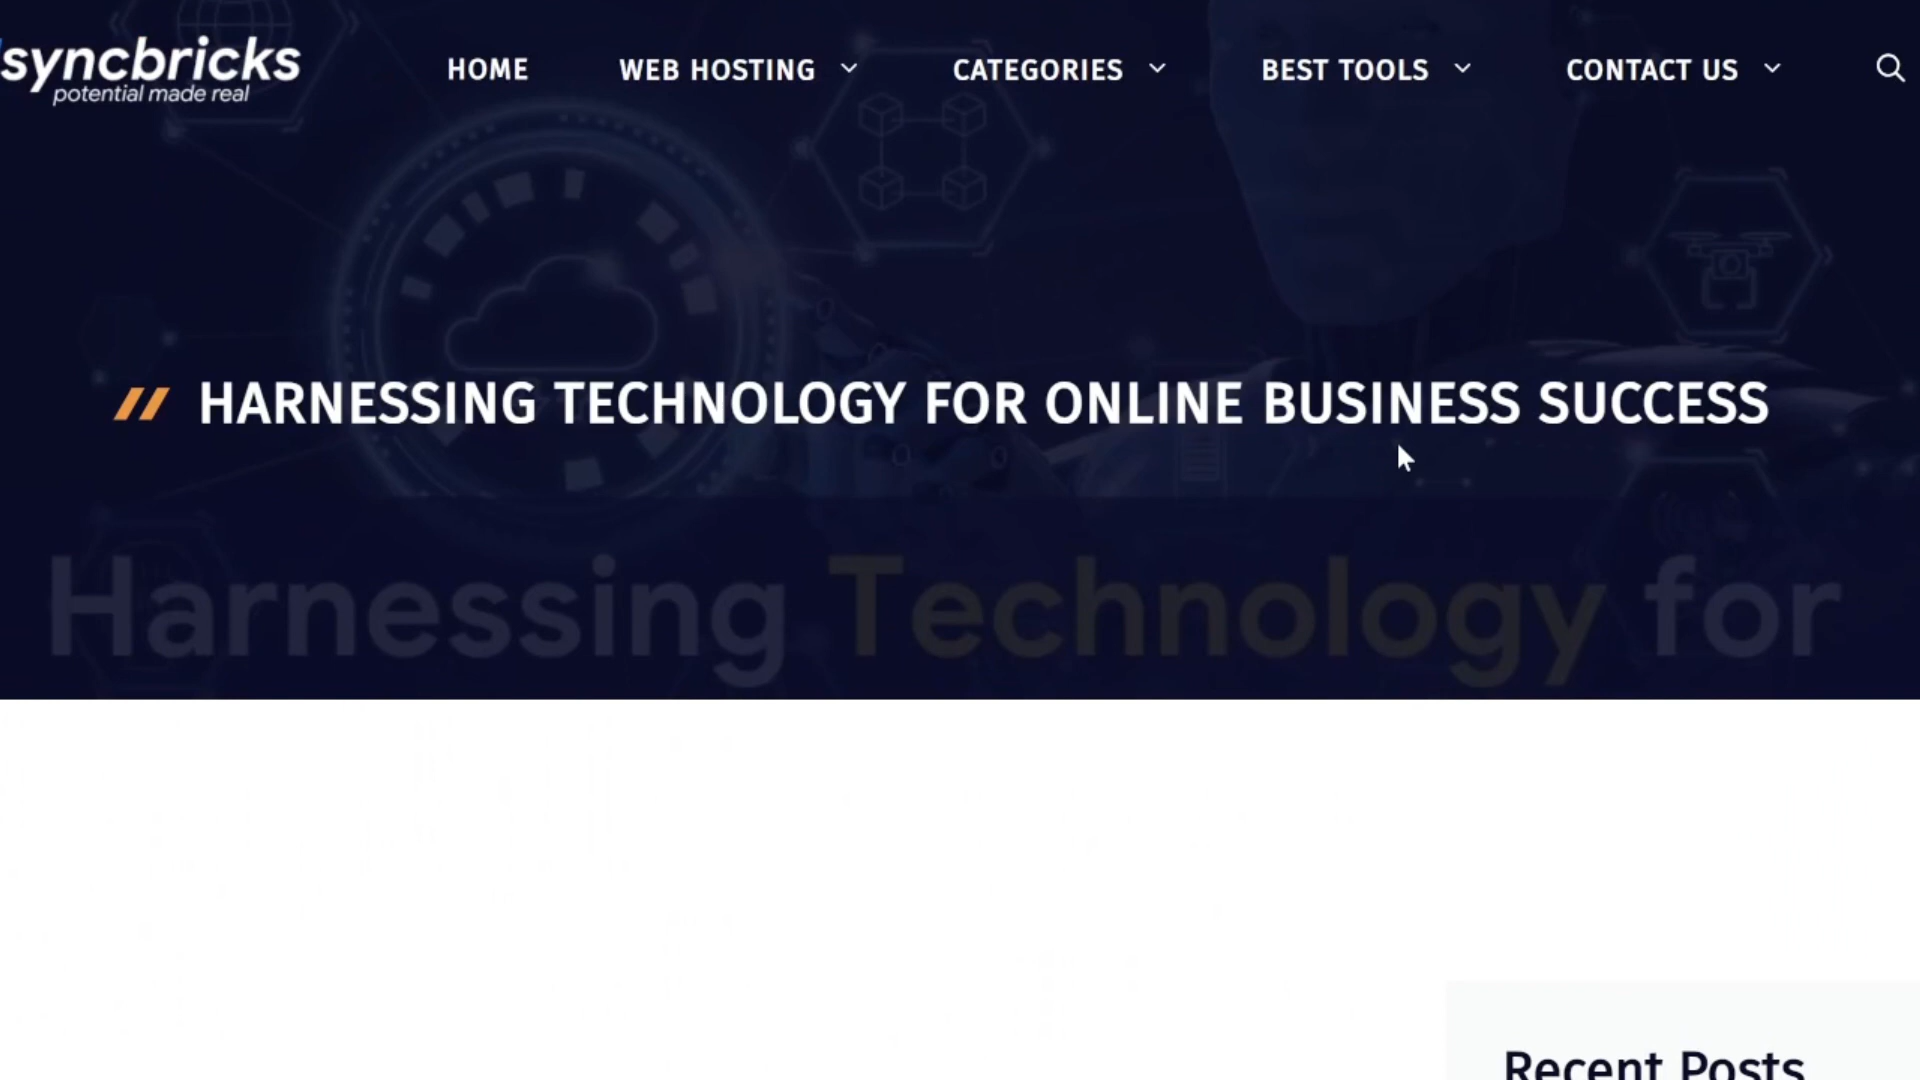 syncbricks
potential made real
HOME
WEB HOSTING
CATEGORIES
BEST TOOLS
CONTACT US
HARNESSING TECHNOLOGY FOR ONLINE BUSINESS SUCCESS
Harnessing Technology for
Recent Posts